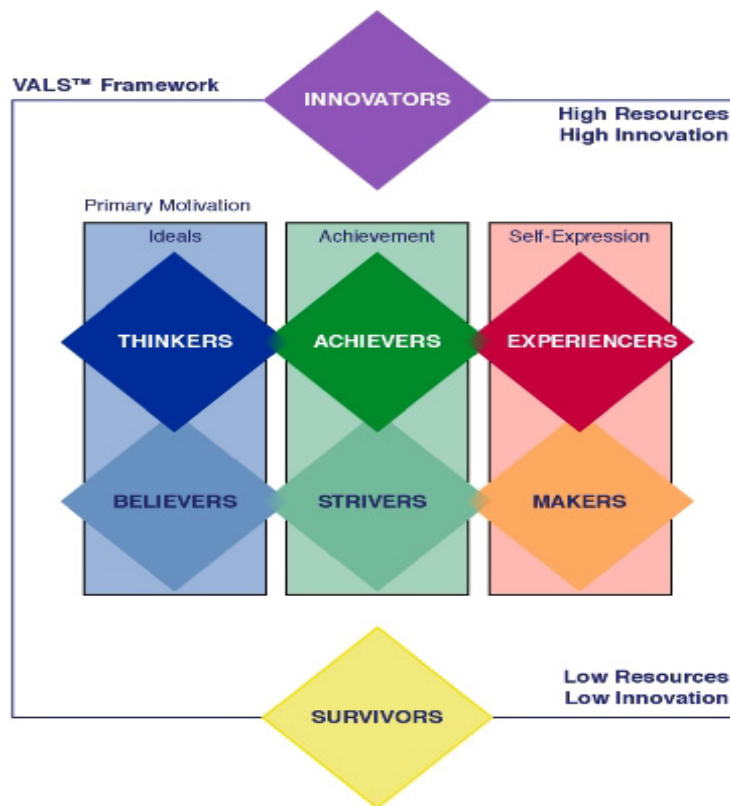 VALS™ Framework
INNOVATORS
High Resources
High Innovation
Primary Motivation
Ideals
Achievement
Self-Expression
THINKERS
ACHIEVERS
EXPERIENCERS
BELIEVERS
STRIVERS
MAKERS
Low Resources
Low Innovation
SURVIVORS